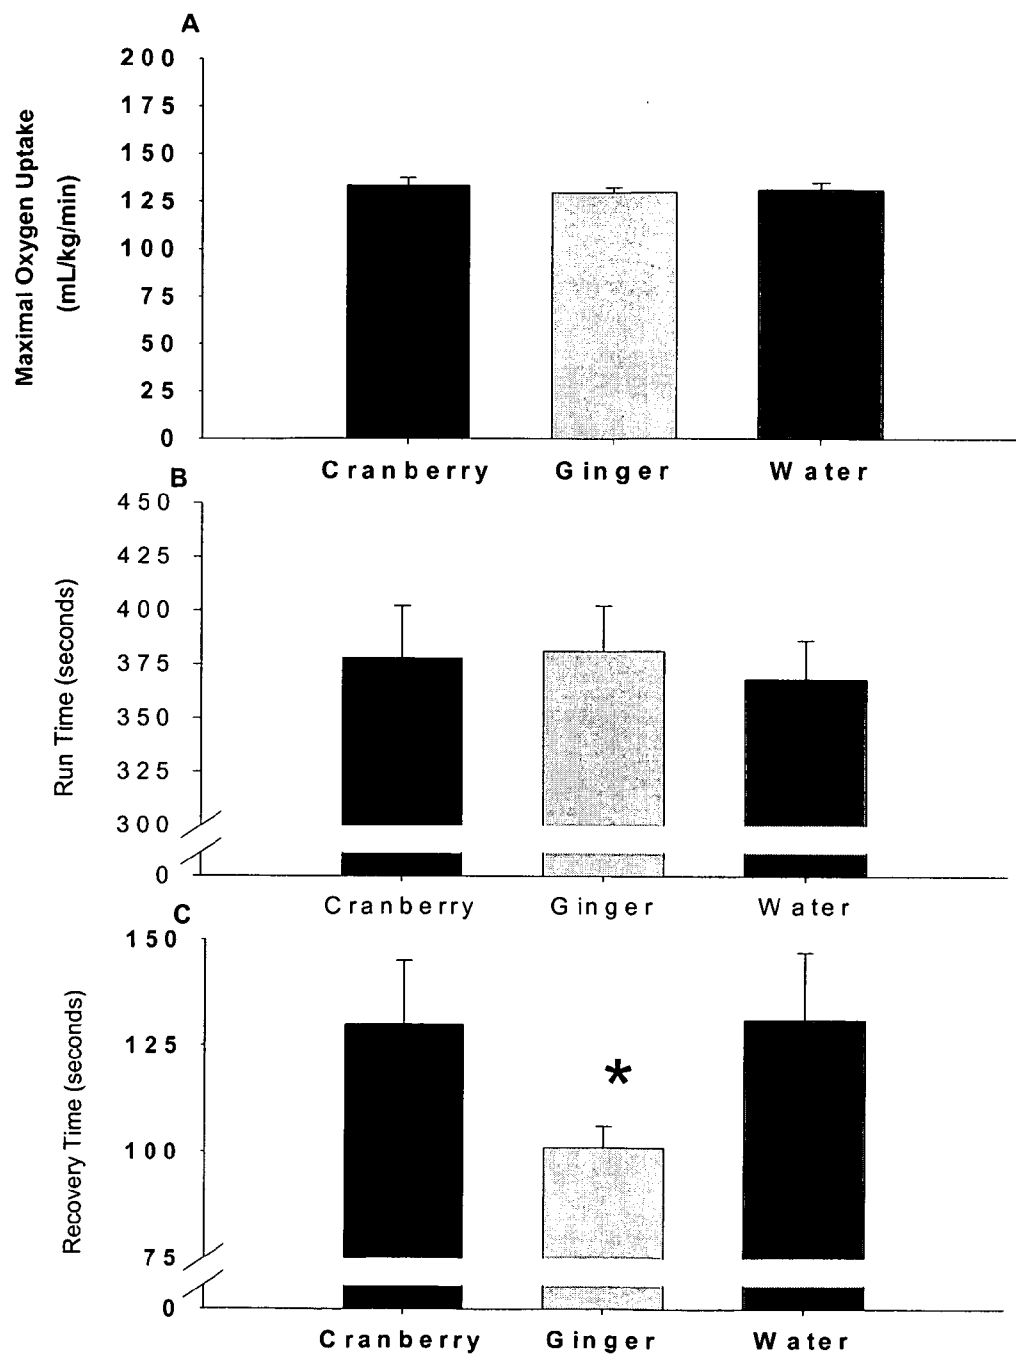 A
Maximal Oxygen Uptake
(mL/kg/min)
200
175
150
125
100
75
50
25
0
Cranberry Ginger Water
B
Run Time (seconds)
450
425
400
375
350
325
300
0
Cranberry Ginger Water
C
Recovery Time (seconds)
150
125
100
75
0
*
Cranberry Ginger Water